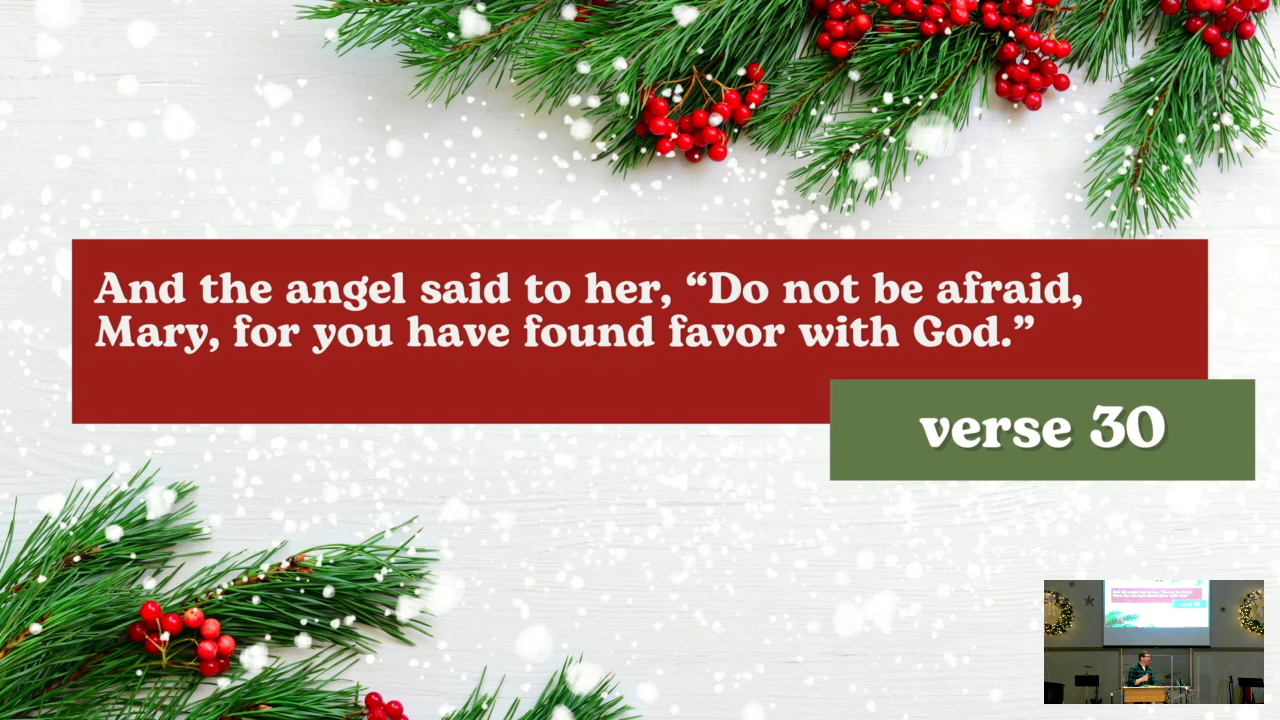 And the angel said to her, “Do not be afraid,
Mary, for you have found favor with God.”
verse 30